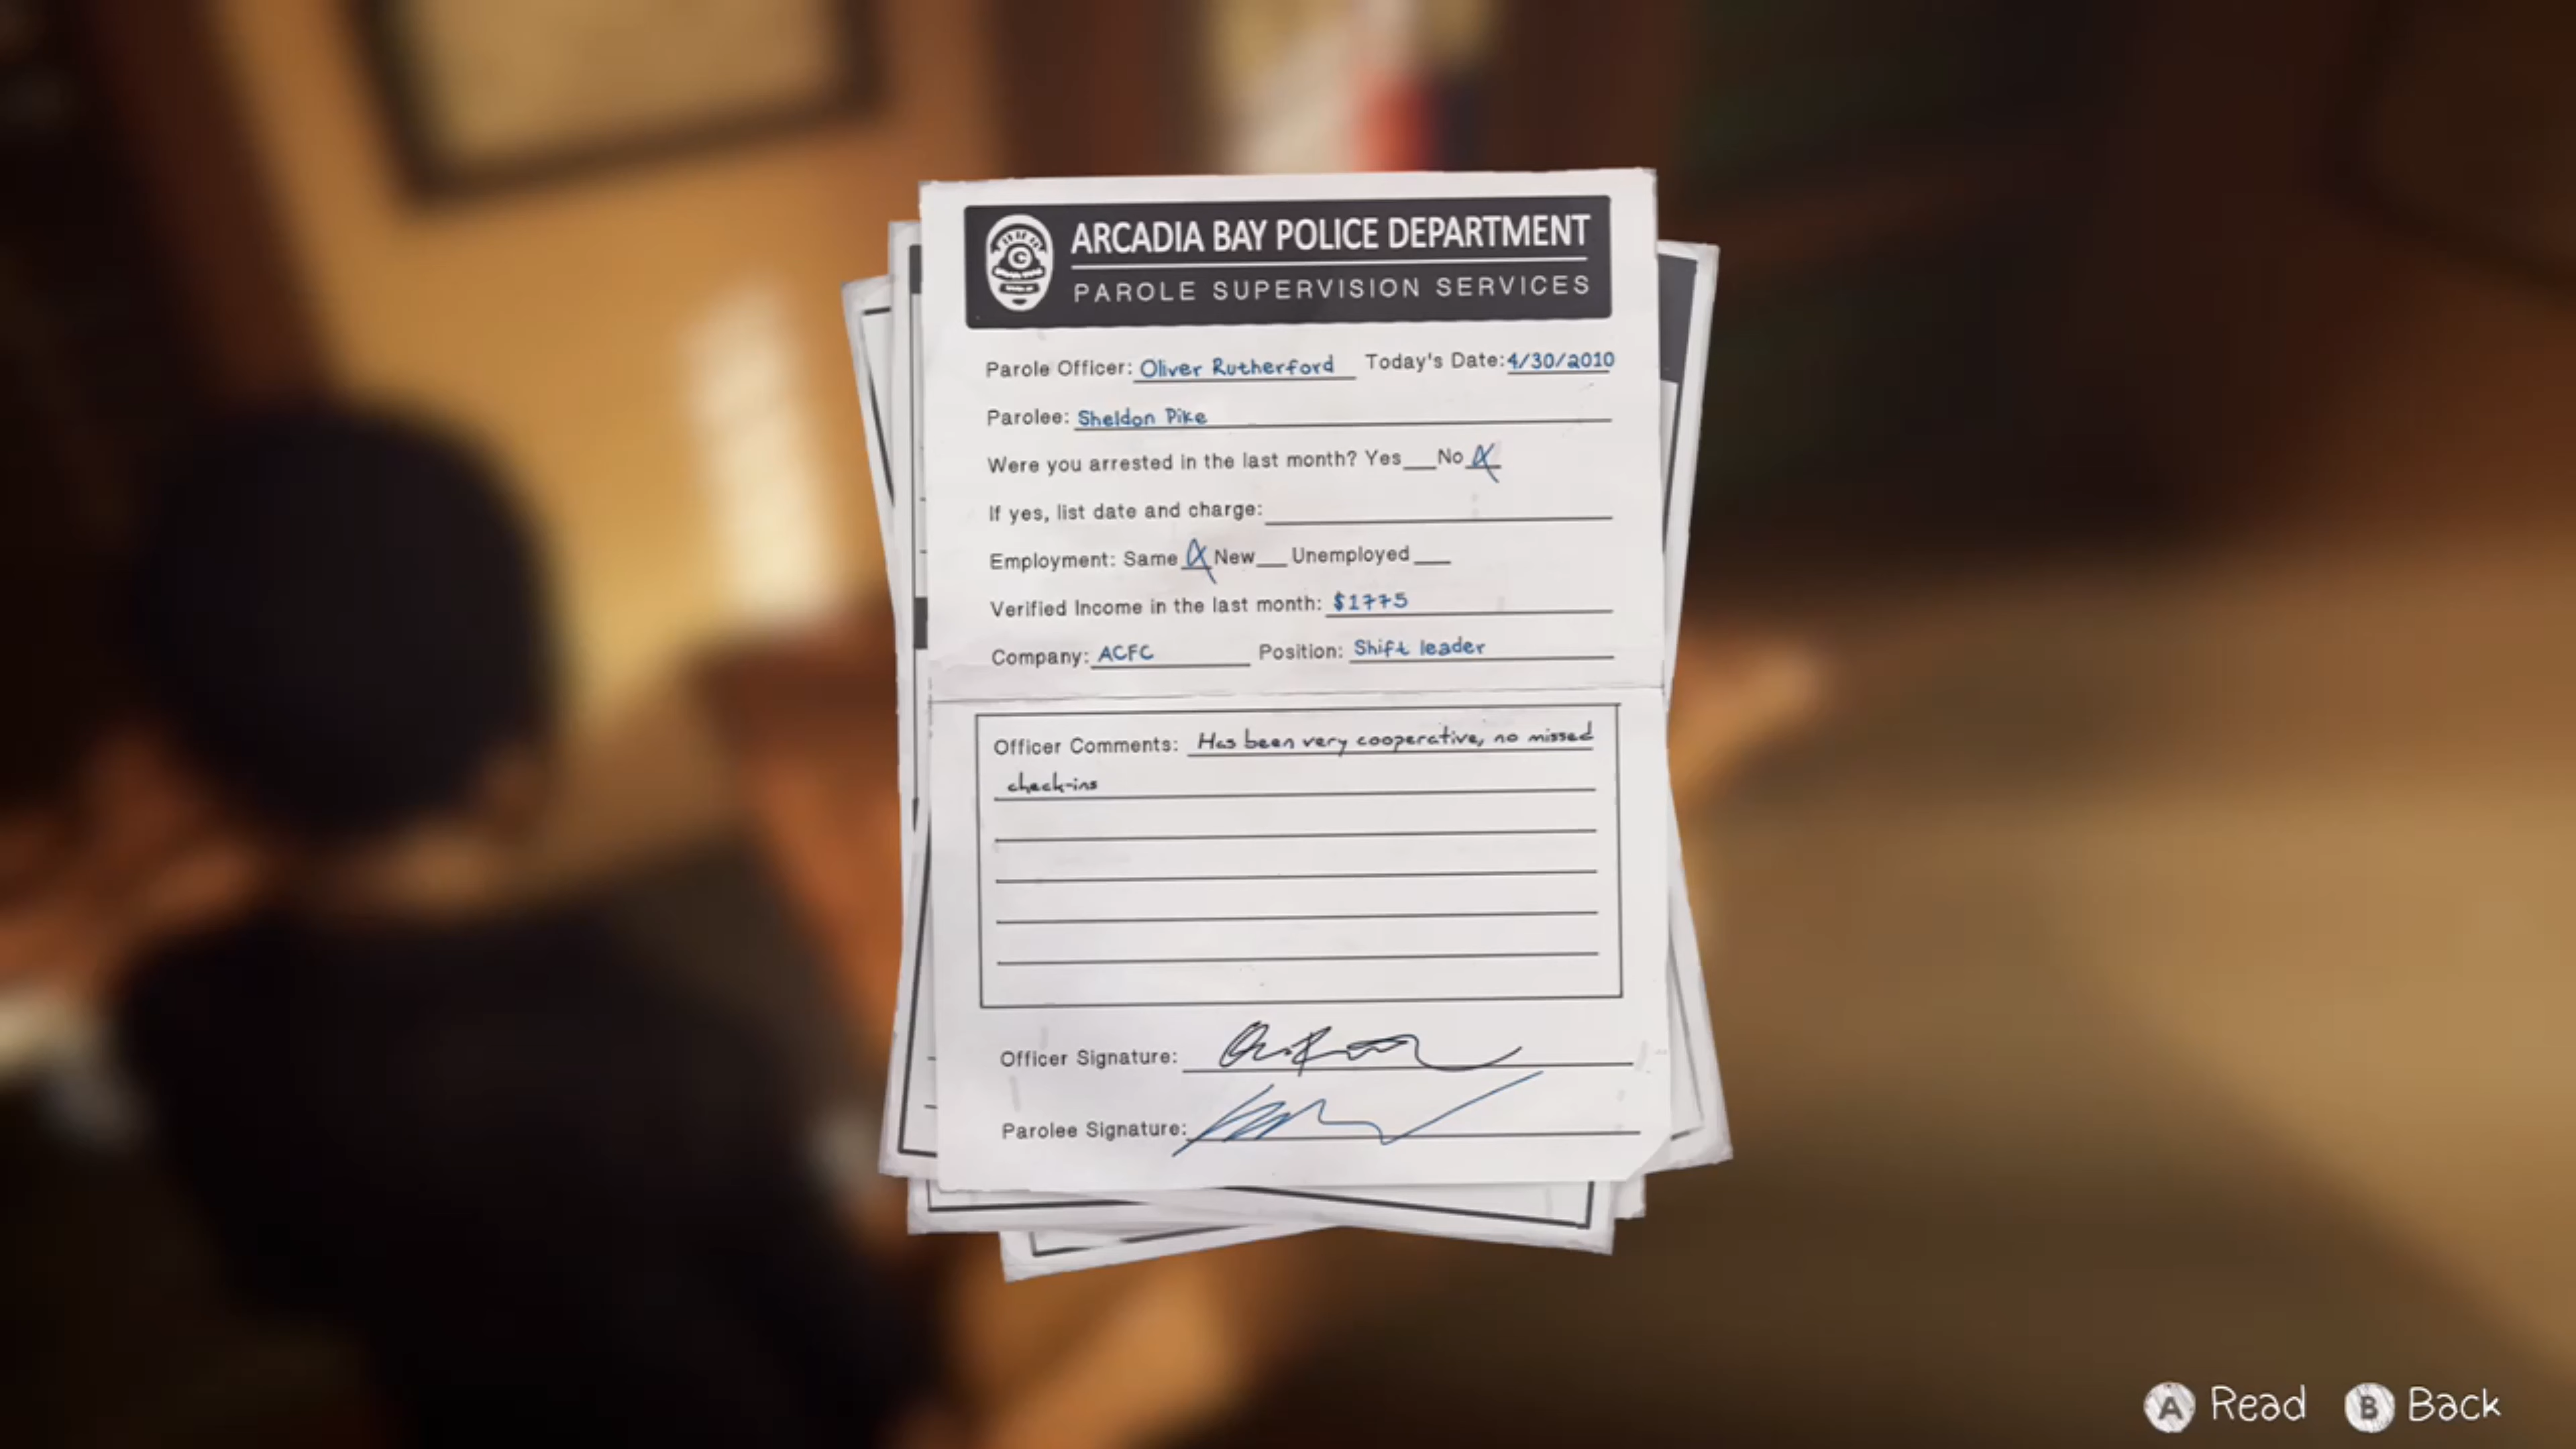 ARCADIA BAY POLICE DEPARTMENT
PAROLE SUPERVISION SERVICES
Parole Officer: Oliver Rutherford Today's Date: 4/30/2010
Parolee: Sheldon Pike
Were you arrested in the last month? Yes No X
If yes, list date and charge:
Employment: Same X New Unemployed
Verified Income in the last month: $1775
Company: ACFC Position: Shift leader
Officer Comments: Has been very cooperative, no missed
check-ins
Officer Signature:
Parolee Signature:
A Read B Back